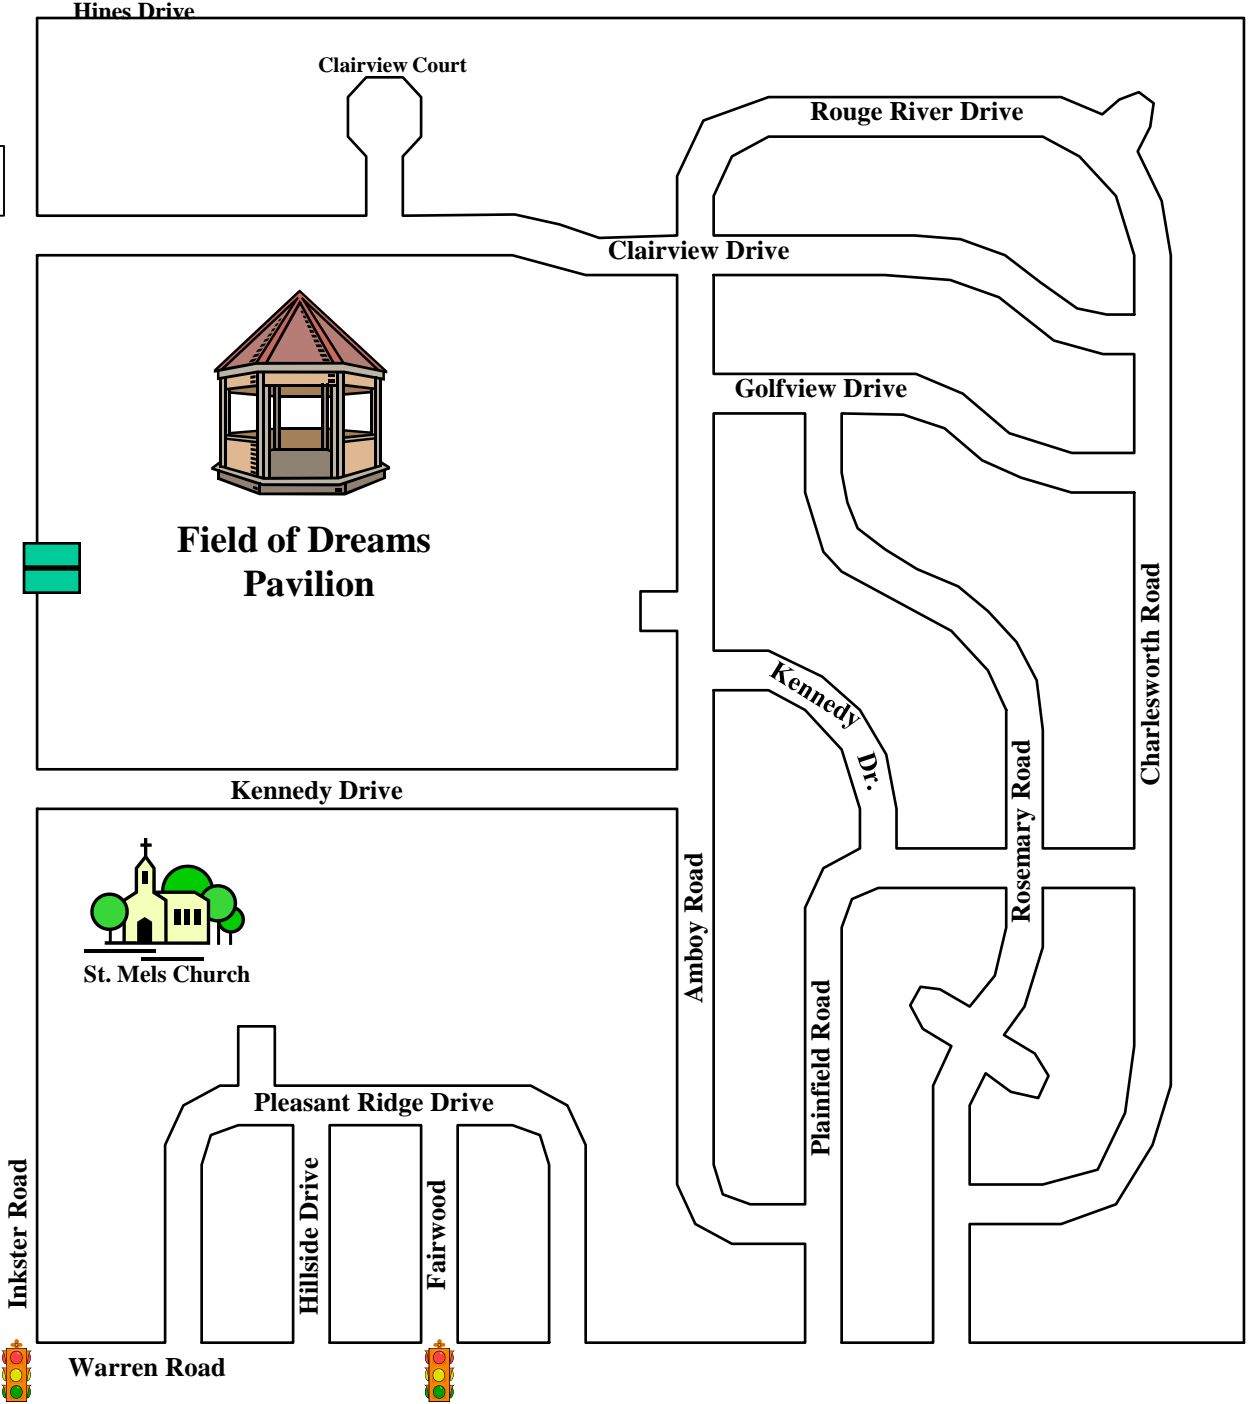 Hines Drive
Clairview Court
Rouge River Drive
Clairview Drive
Golfview Drive
Field of Dreams
Pavilion
Kennedy
Dr.
Charlesworth Road
Rosemary Road
Kennedy Drive
Amboy Road
St. Mels Church
Plainfield Road
Pleasant Ridge Drive
Inkster Road
Hillside Drive
Fairwood
Warren Road